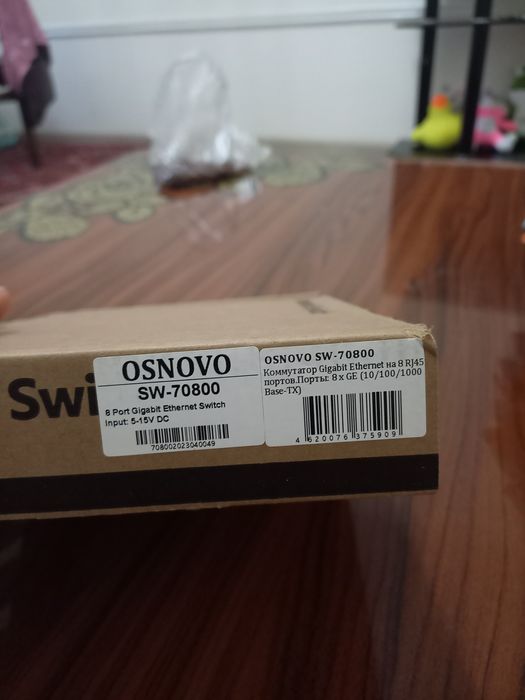 Swi
OSNOVO
SW-70800
8 Port Gigabit Ethernet Switch
Input: 5-15V DC
708002023040049
OSNOVO SW-70800
Коммутатор Gigabit Ethernet на 8 RJ45
портов.Порты: 8 x GE (10/100/1000
Base-TX)
4 620076 375909